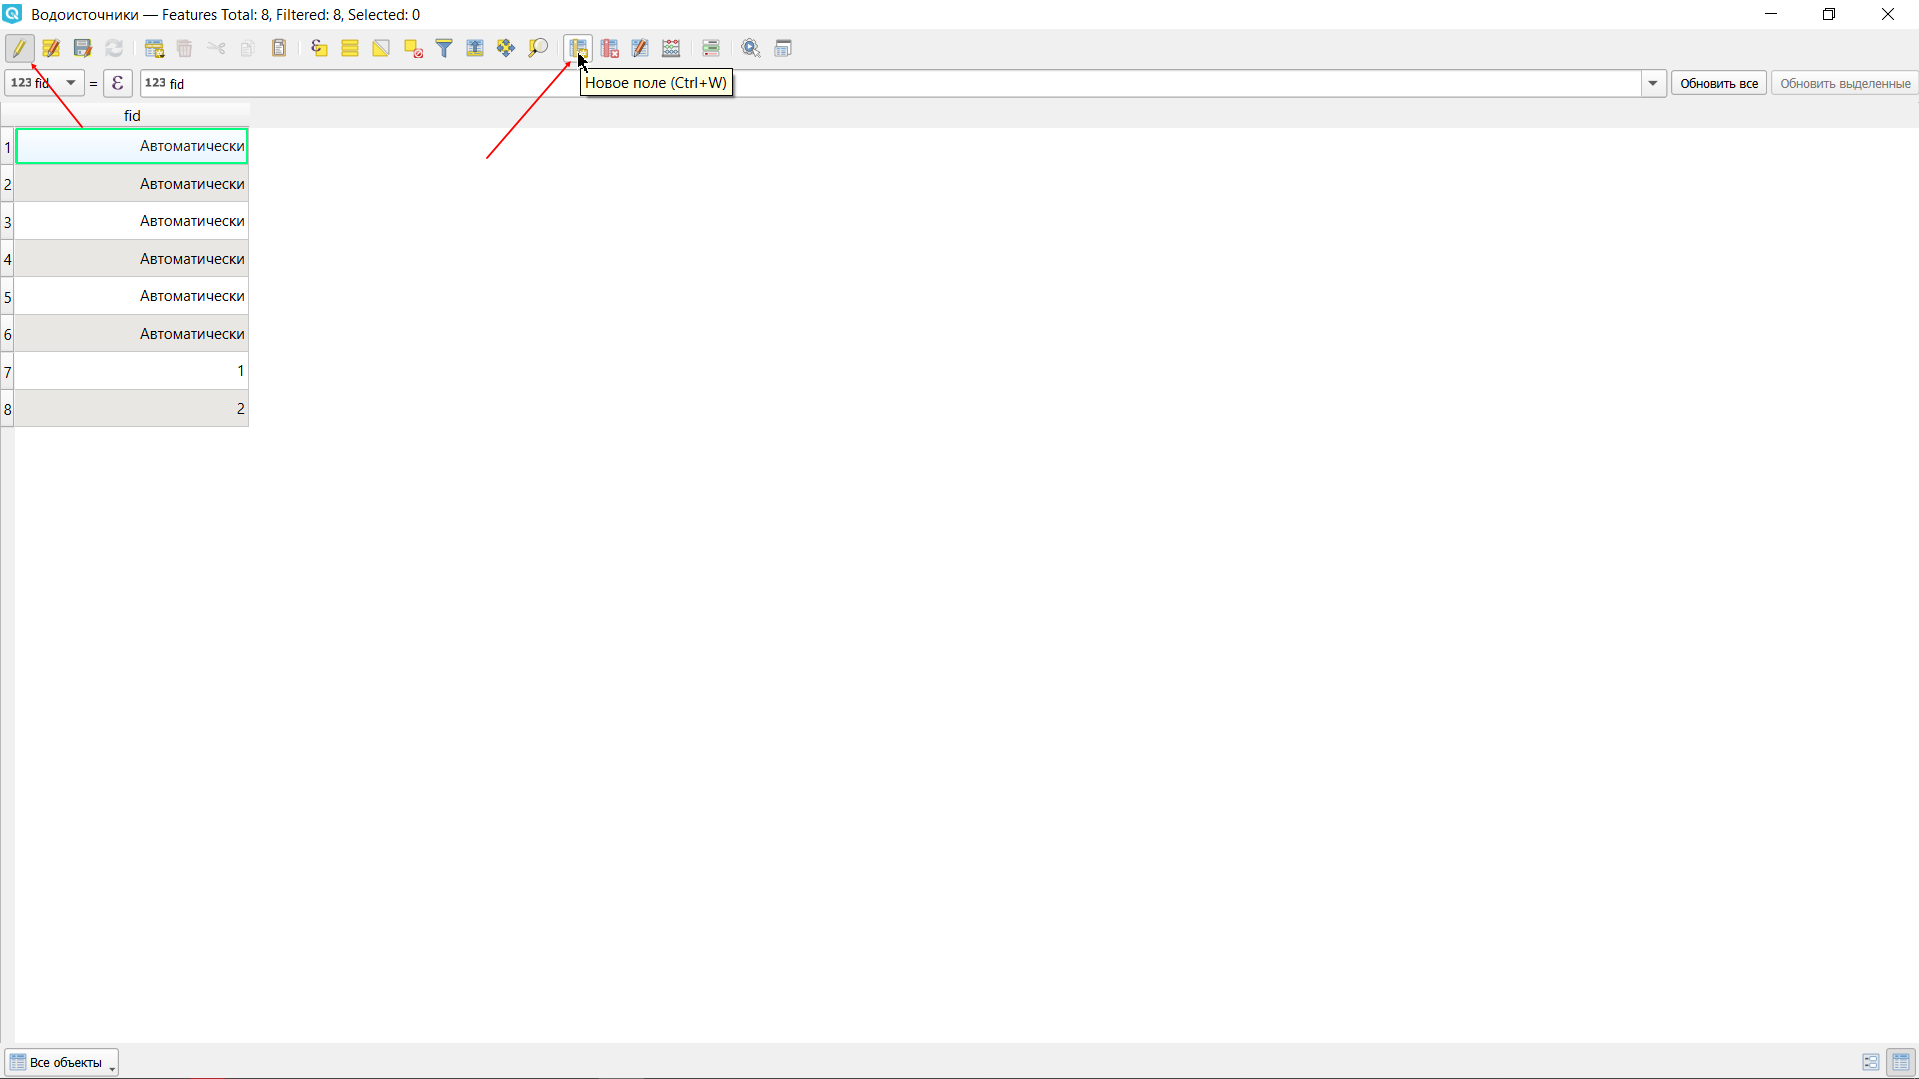 Водоисточники — Features Total: 8, Filtered: 8, Selected: 0
123 fid = ε 123 fid Обновить все Обновить выделенные
Новое поле (Ctrl+W)
fid
1 Автоматически
2 Автоматически
3 Автоматически
4 Автоматически
5 Автоматически
6 Автоматически
7 1
8 2
Все объекты